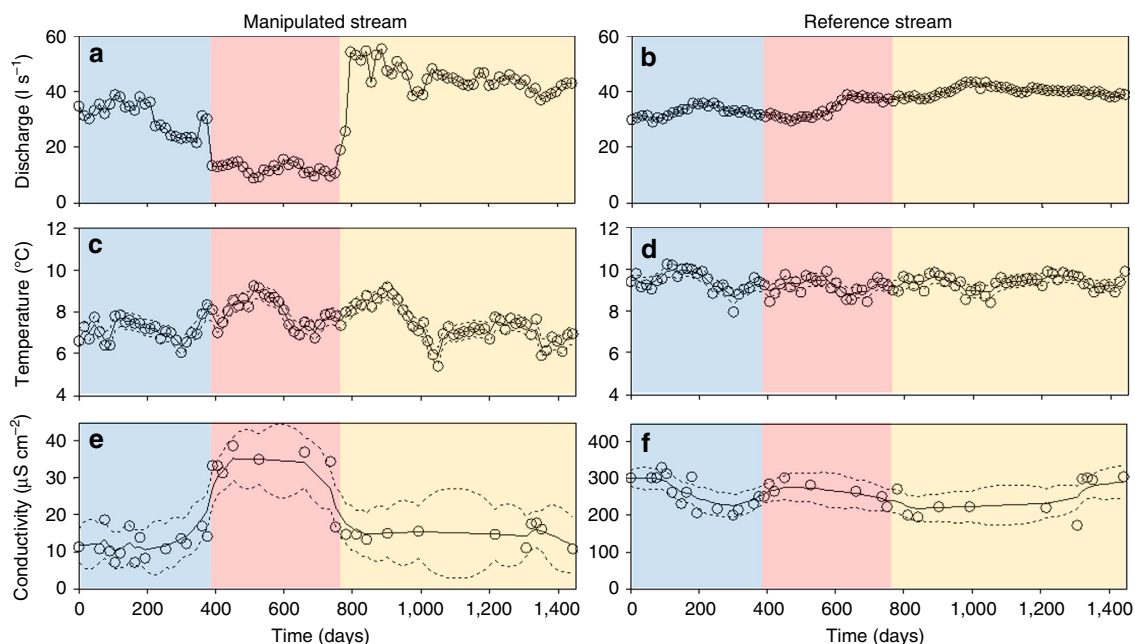 Manipulated stream
Reference stream
a
b
Discharge (l s⁻¹)
60
40
20
0
60
40
20
0
c
d
Temperature (°C)
12
10
8
6
4
12
10
8
6
4
e
f
Conductivity (µS cm⁻²)
40
30
20
10
0
400
300
200
100
0
0 200 400 600 800 1,000 1,200 1,400
0 200 400 600 800 1,000 1,200 1,400
Time (days)
Time (days)